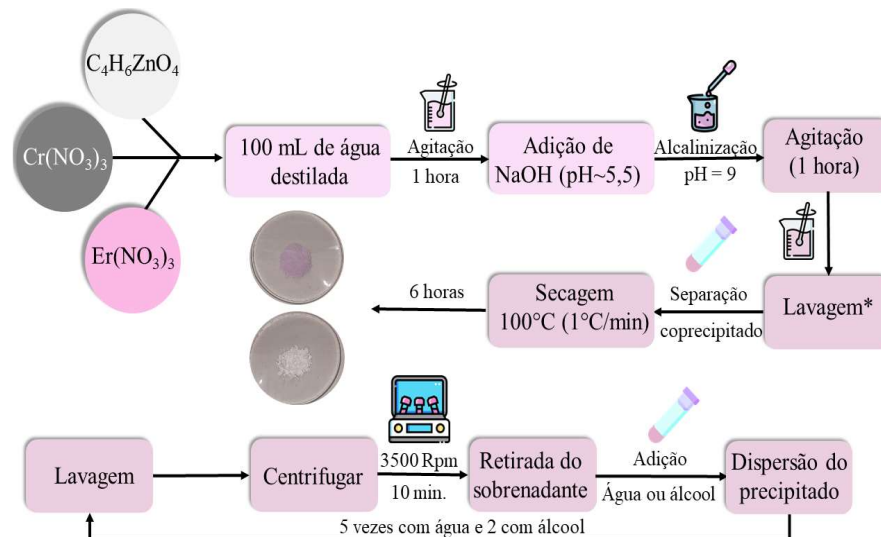 C₄H₆ZnO₄
Cr(NO₃)₃
Er(NO₃)₃
100 mL de água
destilada
Agitação
1 hora
Adição de
NaOH (pH~5,5)
Alcalinização
pH = 9
Agitação
(1 hora)
Lavagem*
Separação
coprecipitado
Secagem
100°C (1°C/min)
6 horas
Lavagem
Centrifugar
3500 Rpm
10 min.
Retirada do
sobrenadante
Adição
Água ou álcool
Dispersão do
precipitado
5 vezes com água e 2 com álcool